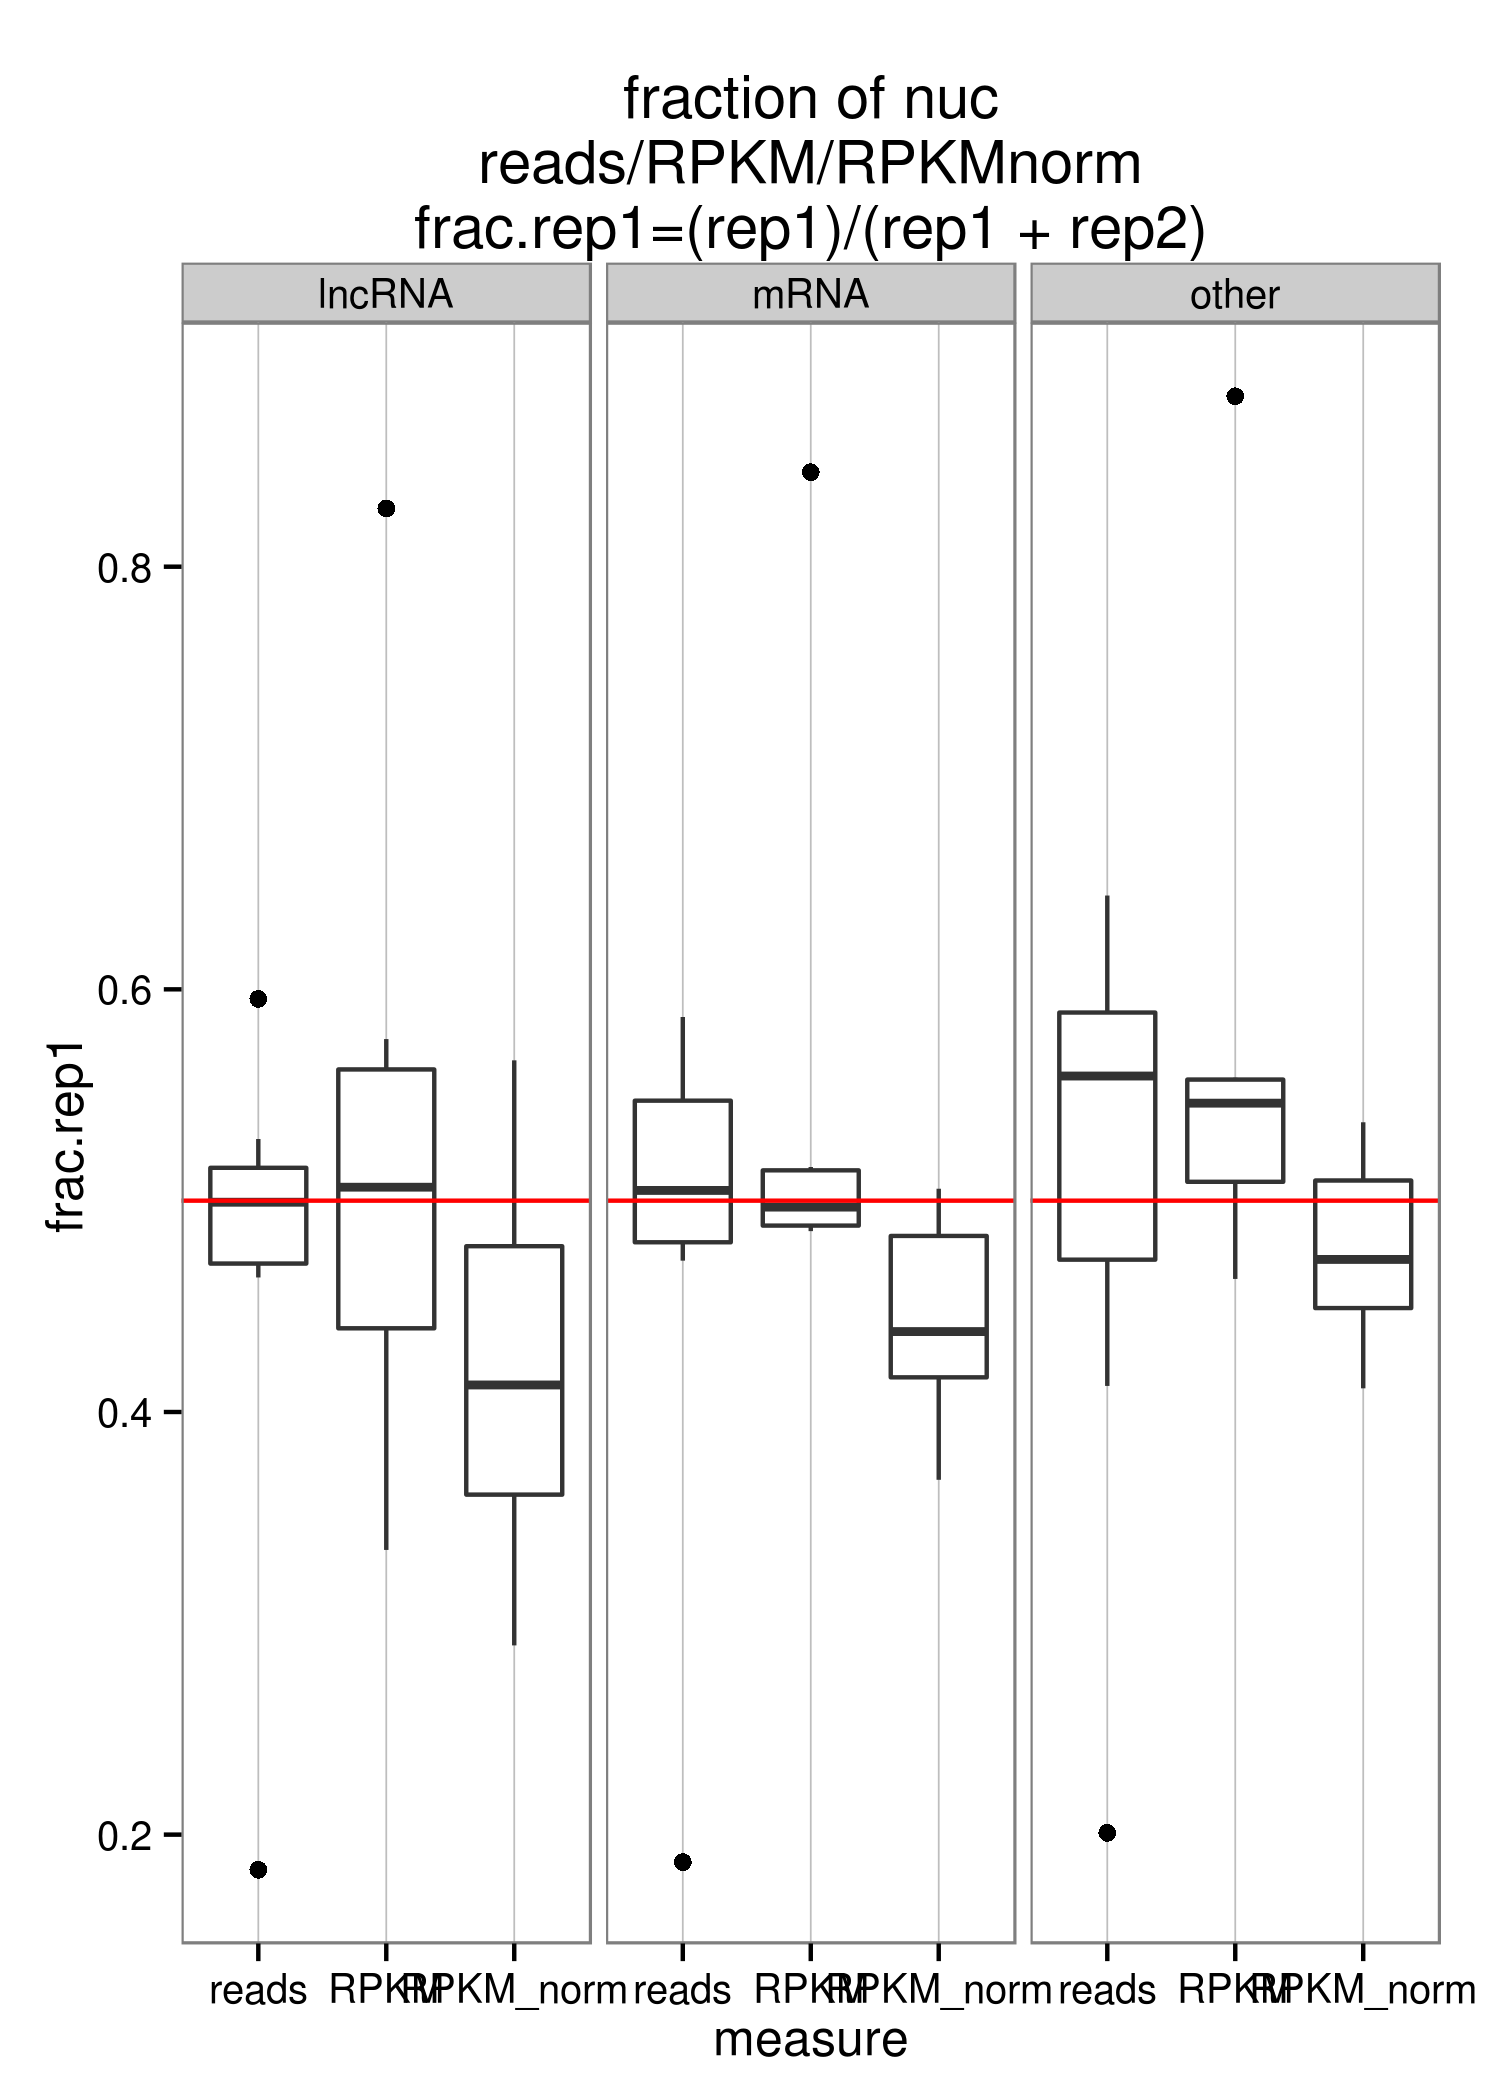 fraction of nuc
reads/RPKM/RPKMnorm
frac.rep1=(rep1)/(rep1 + rep2)
lncRNA mRNA other
0.8
0.6
0.4
0.2
frac.rep1
reads RPKM RPKM_norm reads RPKM RPKM_norm reads RPKM RPKM_norm
measure